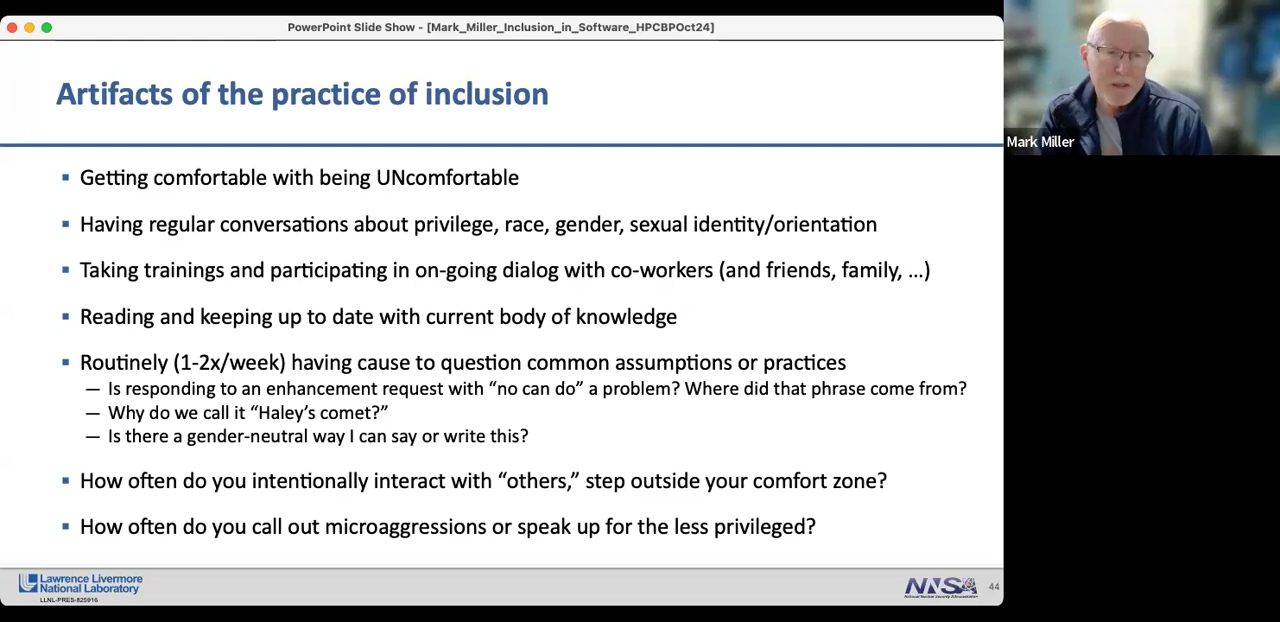 PowerPoint Slide Show - [Mark_Miller_Inclusion_in_Software_HPCBPOct24]
Artifacts of the practice of inclusion
Getting comfortable with being UNcomfortable
Having regular conversations about privilege, race, gender, sexual identity/orientation
Taking trainings and participating in on-going dialog with co-workers (and friends, family, ...)
Reading and keeping up to date with current body of knowledge
Routinely (1-2x/week) having cause to question common assumptions or practices
— Is responding to an enhancement request with “no can do” a problem? Where did that phrase come from?
— Why do we call it “Haley’s comet?”
— Is there a gender-neutral way I can say or write this?
How often do you intentionally interact with “others,” step outside your comfort zone?
How often do you call out microaggressions or speak up for the less privileged?
Lawrence Livermore
National Laboratory
LLNL-PRES-825916
NNSA
National Nuclear Security Administration
44
Mark Miller